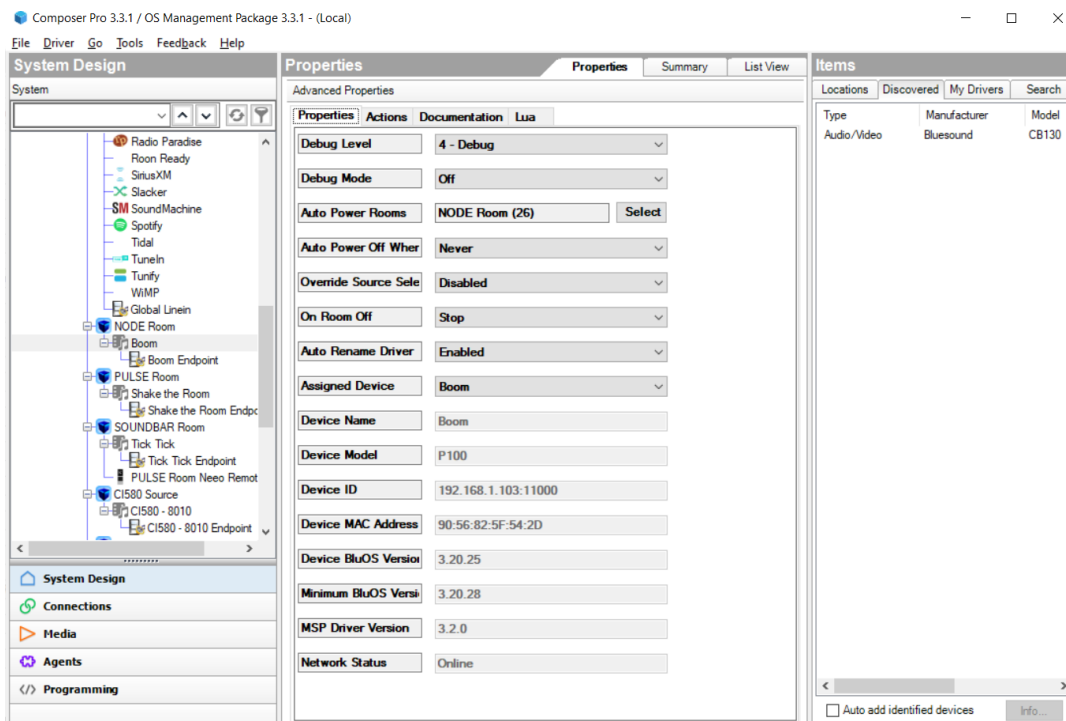 Composer Pro 3.3.1 / OS Management Package 3.3.1 - (Local)
File Driver Go Tools Feedback Help
System Design
System
Radio Paradise
Roon Ready
SiriusXM
Slacker
SM SoundMachine
Spotify
Tidal
TuneIn
Tunify
WiMP
Global Linein
NODE Room
Boom
Boom Endpoint
PULSE Room
Shake the Room
Shake the Room Endpc
SOUNDBAR Room
Tick Tick
Tick Tick Endpoint
PULSE Room Neeo Remot
CI580 Source
CI580 - 8010
CI580 - 8010 Endpoint
System Design
Connections
Media
Agents
Programming
Properties
Properties Summary List View
Advanced Properties
Properties Actions Documentation Lua
Debug Level 4 - Debug
Debug Mode Off
Auto Power Rooms NODE Room (26) Select
Auto Power Off Wher Never
Override Source Sele Disabled
On Room Off Stop
Auto Rename Driver Enabled
Assigned Device Boom
Device Name Boom
Device Model P100
Device ID 192.168.1.103:11000
Device MAC Address 90:56:82:5F:54:2D
Device BluOS Version 3.20.25
Minimum BluOS Versi 3.20.28
MSP Driver Version 3.2.0
Network Status Online
Items
Locations Discovered My Drivers Search
Type Manufacturer Model
Audio/Video Bluesound CB130
Auto add identified devices Info...